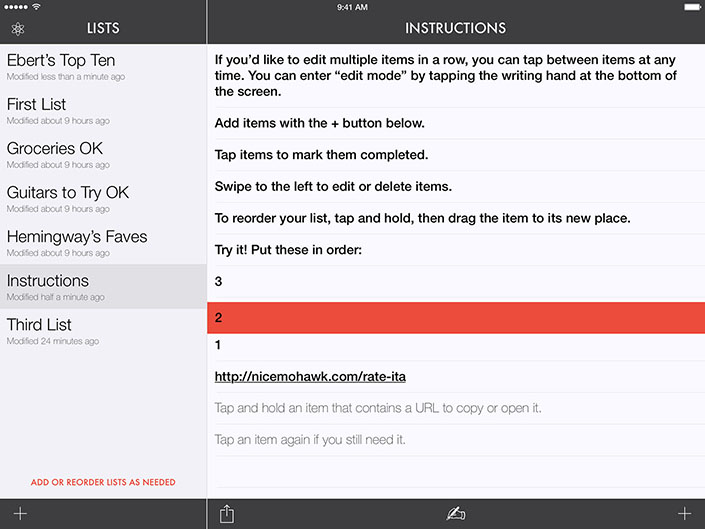 9:41 AM
LISTS
Ebert's Top Ten
Modified less than a minute ago
First List
Modified about 9 hours ago
Groceries OK
Modified about 9 hours ago
Guitars to Try OK
Modified about 9 hours ago
Hemingway's Faves
Modified about 9 hours ago
Instructions
Modified half a minute ago
Third List
Modified 24 minutes ago
ADD OR REORDER LISTS AS NEEDED
INSTRUCTIONS
If you'd like to edit multiple items in a row, you can tap between items at any
time. You can enter “edit mode” by tapping the writing hand at the bottom of
the screen.
Add items with the + button below.
Tap items to mark them completed.
Swipe to the left to edit or delete items.
To reorder your list, tap and hold, then drag the item to its new place.
Try it! Put these in order:
3
2
1
http://nicemohawk.com/rate-ita
Tap and hold an item that contains a URL to copy or open it.
Tap an item again if you still need it.